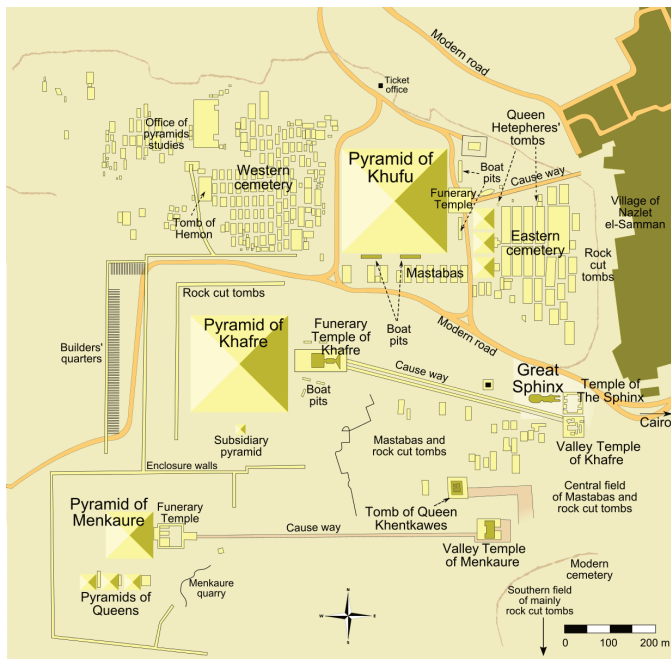 Modern road
Ticket
office
Office of
pyramids
studies
Western
cemetery
Tomb of
Hemon
Pyramid of
Khufu
Queen
Hetepheres'
tombs
Boat
pits
Cause way
Funerary
Temple
Eastern
cemetery
Village of
Nazlet
el-Samman
Rock
cut
tombs
Mastabas
Boat
pits
Modern road
Rock cut tombs
Builders'
quarters
Pyramid of
Khafre
Funerary
Temple
of Khafre
Boat
pits
Cause way
Great
Sphinx
Temple of
The Sphinx
Cairo
Valley Temple
of Khafre
Subsidiary
pyramid
Mastabas and
rock cut tombs
Enclosure walls
Central field
of Mastabas and
rock cut tombs
Pyramid of
Menkaure
Funerary
Temple
Tomb of Queen
Khentkawes
Cause way
Valley Temple
of Menkaure
Pyramids of
Queens
Menkaure
quarry
Modern
cemetery
Southern field
of mainly
rock cut tombs
N
W
E
S
0
100
200 m